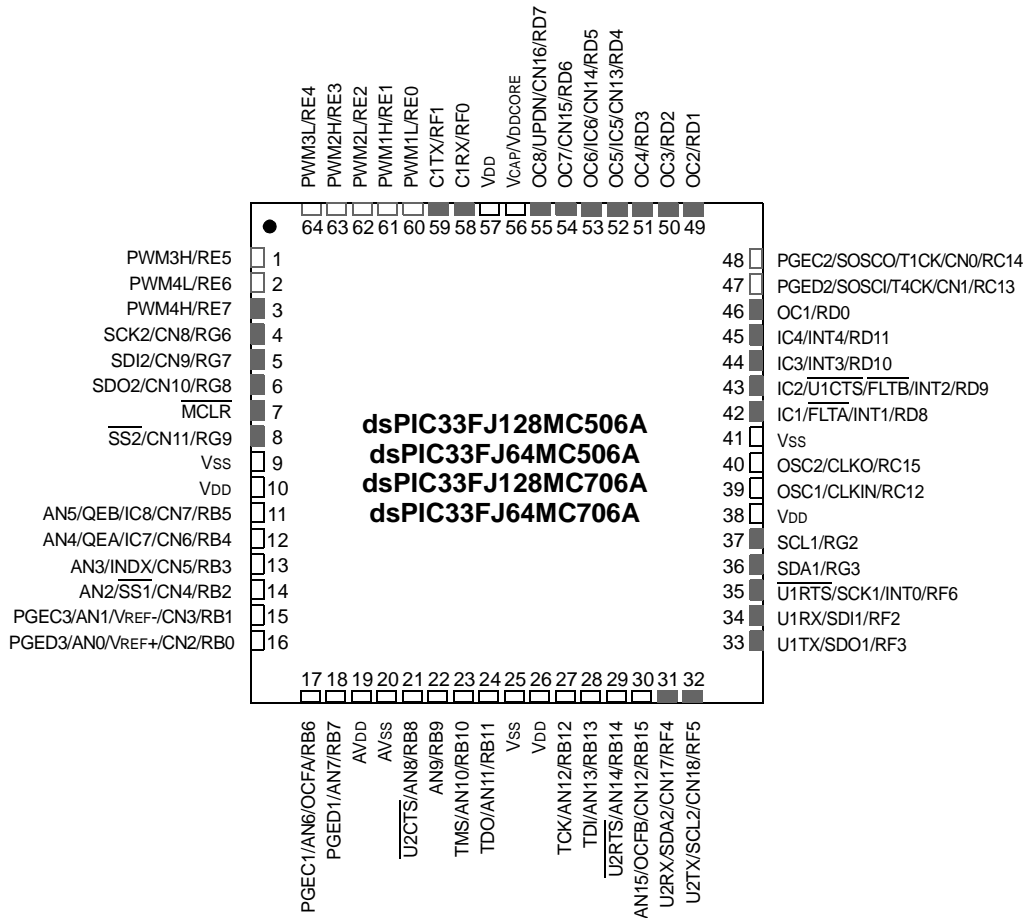 PWM3L/RE4
PWM2H/RE3
PWM2L/RE2
PWM1H/RE1
PWM1L/RE0
C1TX/RF1
C1RX/RF0
VDD
VCAP/VDDCORE
OC8/UPDN/CN16/RD7
OC7/CN15/RD6
OC6/IC6/CN14/RD5
OC5/IC5/CN13/RD4
OC4/RD3
OC3/RD2
OC2/RD1
64 63 62 61 60 59 58 57 56 55 54 53 52 51 50 49
PWM3H/RE5 1
PWM4L/RE6 2
PWM4H/RE7 3
SCK2/CN8/RG6 4
SDI2/CN9/RG7 5
SDO2/CN10/RG8 6
MCLR 7
SS2/CN11/RG9 8
VSS 9
VDD 10
AN5/QEB/IC8/CN7/RB5 11
AN4/QEA/IC7/CN6/RB4 12
AN3/INDX/CN5/RB3 13
AN2/SS1/CN4/RB2 14
PGEC3/AN1/VREF-/CN3/RB1 15
PGED3/AN0/VREF+/CN2/RB0 16
dsPIC33FJ128MC506A
dsPIC33FJ64MC506A
dsPIC33FJ128MC706A
dsPIC33FJ64MC706A
48 PGEC2/SOSCO/T1CK/CN0/RC14
47 PGED2/SOSCI/T4CK/CN1/RC13
46 OC1/RD0
45 IC4/INT4/RD11
44 IC3/INT3/RD10
43 IC2/U1CTS/FLTB/INT2/RD9
42 IC1/FLTA/INT1/RD8
41 VSS
40 OSC2/CLKO/RC15
39 OSC1/CLKIN/RC12
38 VDD
37 SCL1/RG2
36 SDA1/RG3
35 U1RTS/SCK1/INT0/RF6
34 U1RX/SDI1/RF2
33 U1TX/SDO1/RF3
17 18 19 20 21 22 23 24 25 26 27 28 29 30 31 32
PGEC1/AN6/OCFA/RB6
PGED1/AN7/RB7
AVDD
AVSS
U2CTS/AN8/RB8
AN9/RB9
TMS/AN10/RB10
TDO/AN11/RB11
VSS
VDD
TCK/AN12/RB12
TDI/AN13/RB13
U2RTS/AN14/RB14
AN15/OCFB/CN12/RB15
U2RX/SDA2/CN17/RF4
U2TX/SCL2/CN18/RF5